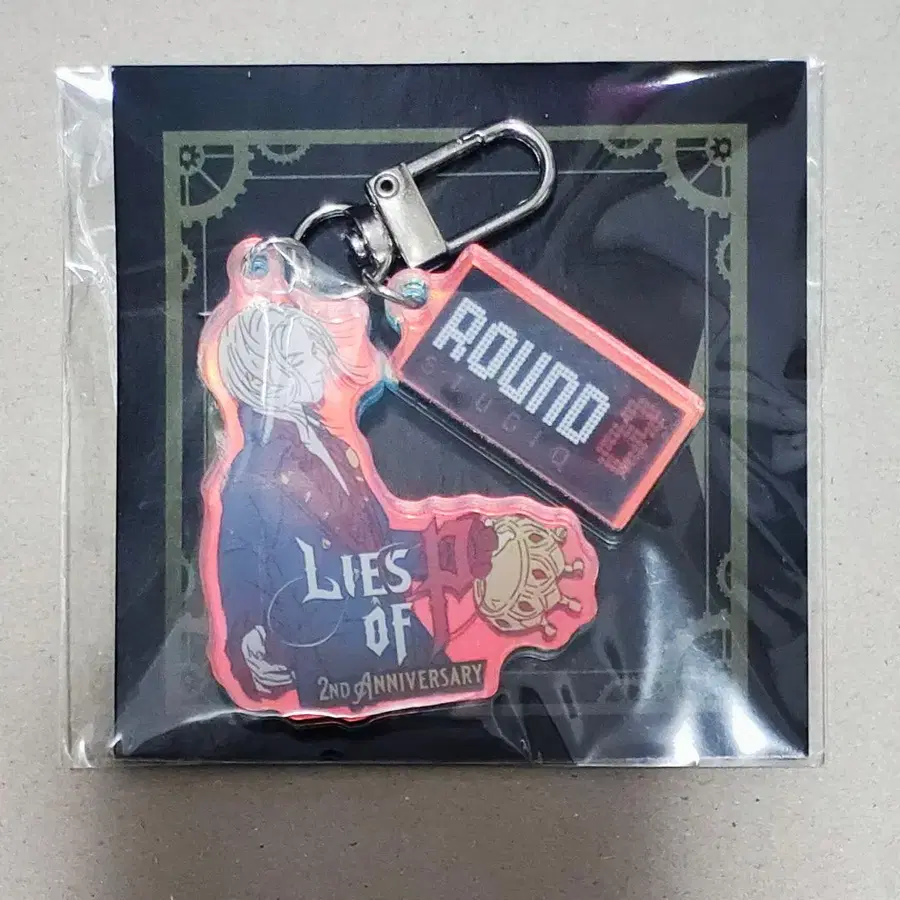 ROUND 8
STUDIO
LIES
OF P
2ND ANNIVERSARY